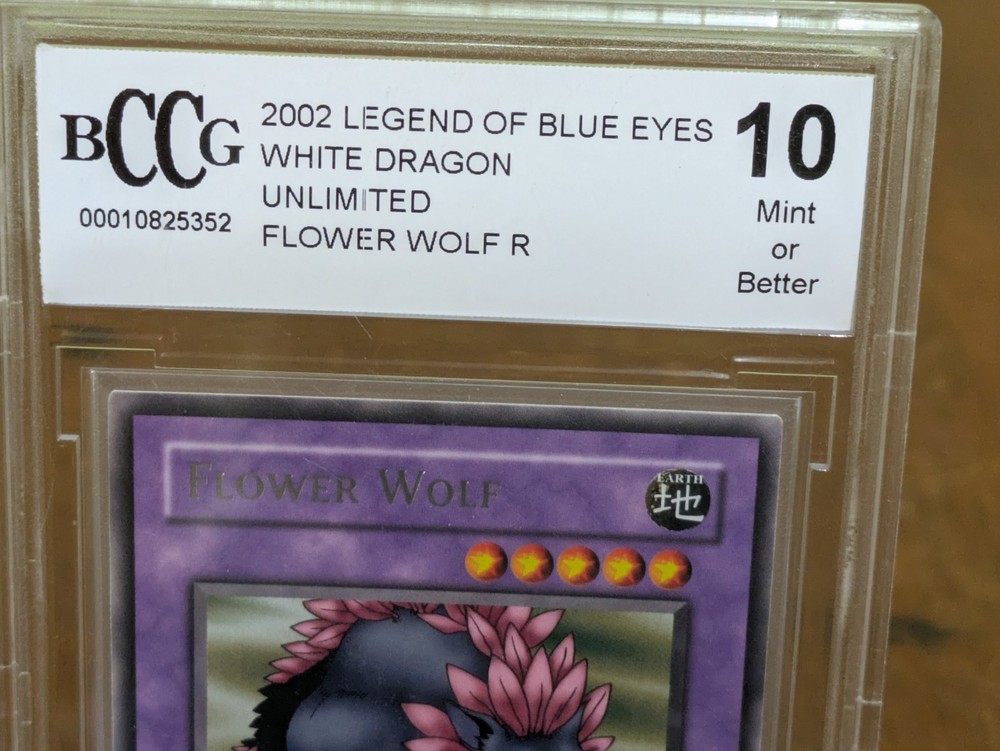 BCCG
00010825352
2002 LEGEND OF BLUE EYES
WHITE DRAGON
UNLIMITED
FLOWER WOLF R
10
Mint
or
Better
FLOWER WOLF
EARTH
地